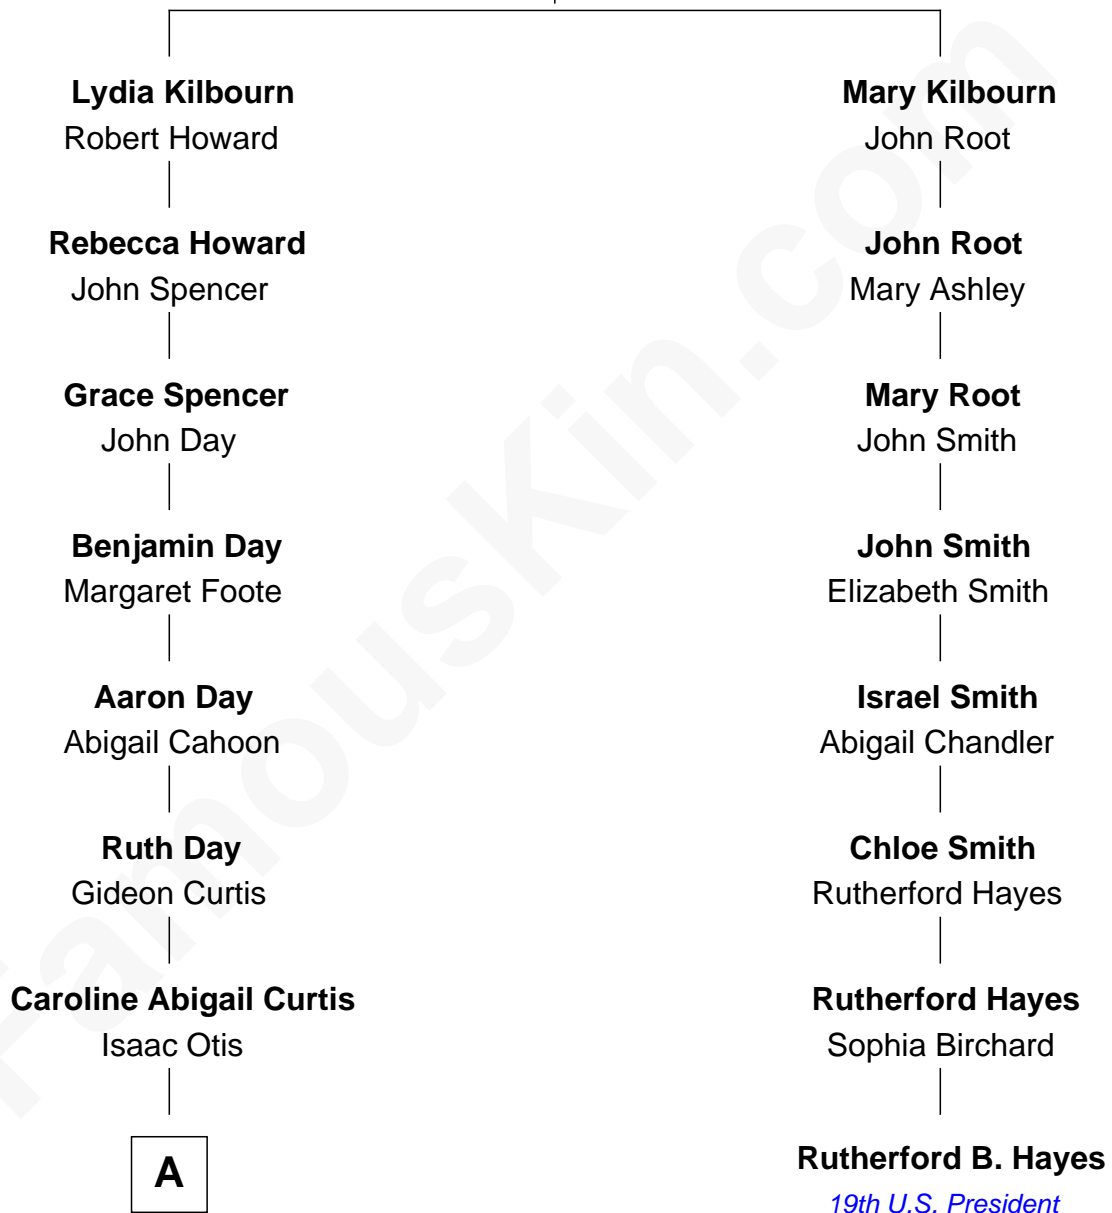 Lydia Kilbourn
Robert Howard
Mary Kilbourn
John Root
Rebecca Howard
John Spencer
John Root
Mary Ashley
Grace Spencer
John Day
Mary Root
John Smith
Benjamin Day
Margaret Foote
John Smith
Elizabeth Smith
Aaron Day
Abigail Cahoon
Israel Smith
Abigail Chandler
Ruth Day
Gideon Curtis
Chloe Smith
Rutherford Hayes
Caroline Abigail Curtis
Isaac Otis
Rutherford Hayes
Sophia Birchard
A
Rutherford B. Hayes
19th U.S. President
FamousKin.com